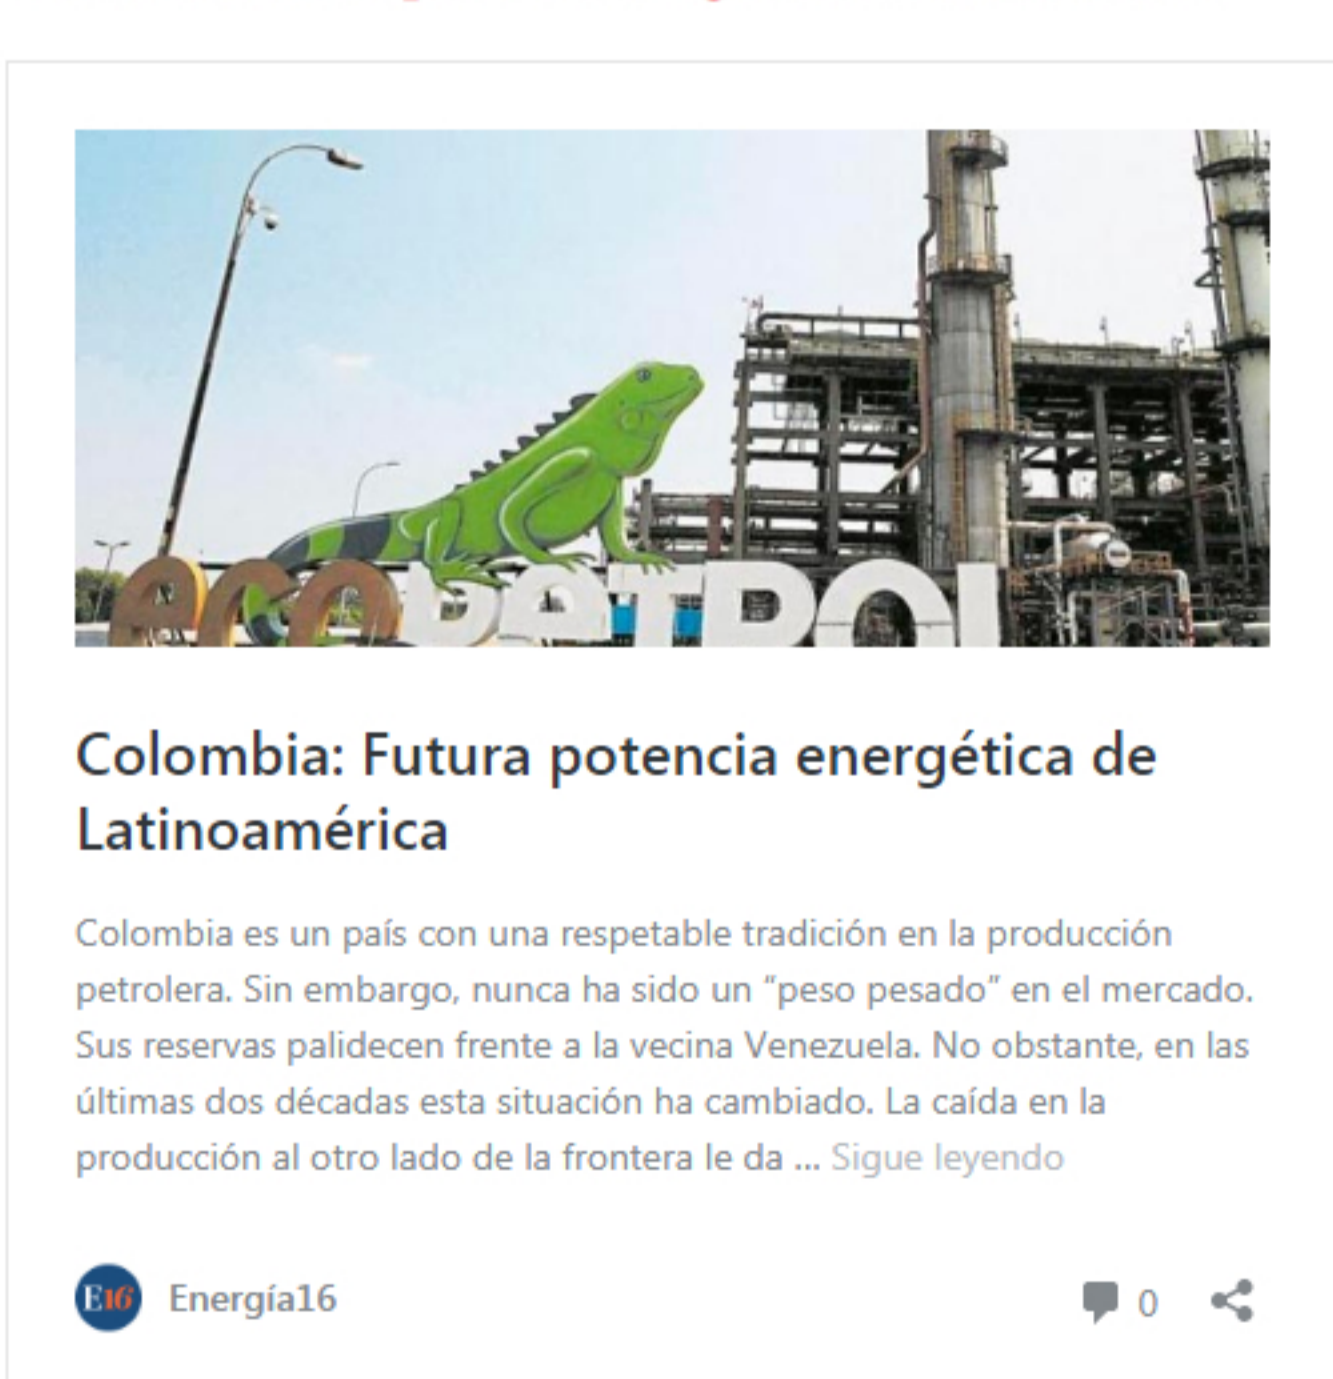 ecopetrol
Colombia: Futura potencia energética de
Latinoamérica
Colombia es un país con una respetable tradición en la producción
petrolera. Sin embargo, nunca ha sido un “peso pesado” en el mercado.
Sus reservas palidecen frente a la vecina Venezuela. No obstante, en las
últimas dos décadas esta situación ha cambiado. La caída en la
producción al otro lado de la frontera le da ... Sigue leyendo
E16 Energía16 0